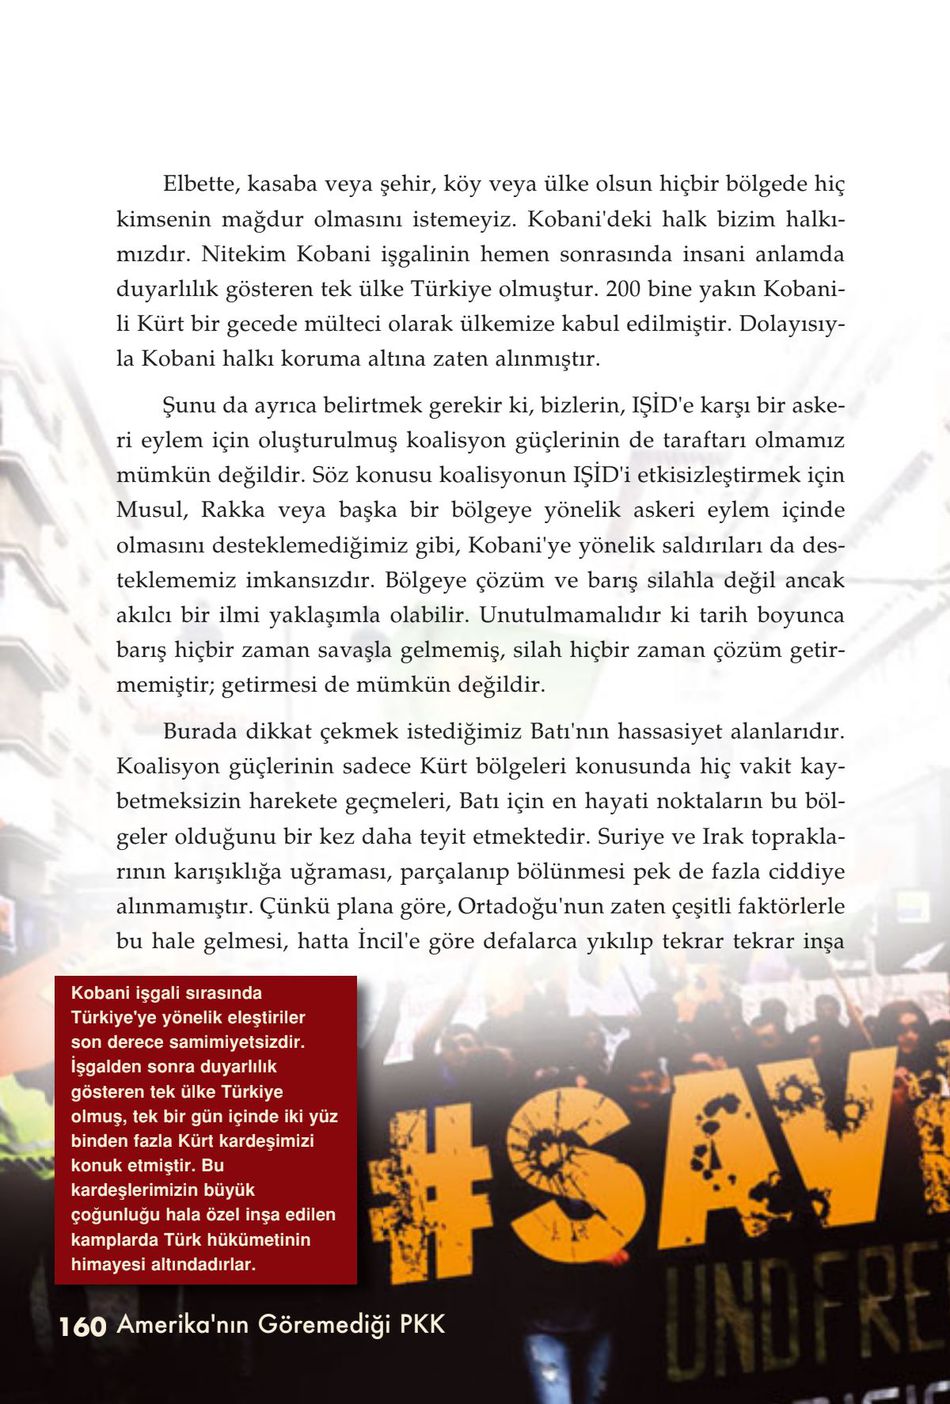 Elbette, kasaba veya şehir, köy veya ülke olsun hiçbir bölgede hiç
kimsenin mağdur olmasını istemeyiz. Kobani'deki halk bizim halkı-
mızdır. Nitekim Kobani işgalinin hemen sonrasında insani anlamda
duyarlılık gösteren tek ülke Türkiye olmuştur. 200 bine yakın Kobani-
li Kürt bir gecede mülteci olarak ülkemize kabul edilmiştir. Dolayısıy-
la Kobani halkı koruma altına zaten alınmıştır.
Şunu da ayrıca belirtmek gerekir ki, bizlerin, IŞİD'e karşı bir aske-
ri eylem için oluşturulmuş koalisyon güçlerinin de taraftarı olmamız
mümkün değildir. Söz konusu koalisyonun IŞİD'i etkisizleştirmek için
Musul, Rakka veya başka bir bölgeye yönelik askeri eylem içinde
olmasını desteklemediğimiz gibi, Kobani'ye yönelik saldırıları da des-
teklememiz imkansızdır. Bölgeye çözüm ve barış silahla değil ancak
akılcı bir ilmi yaklaşımla olabilir. Unutulmamalıdır ki tarih boyunca
barış hiçbir zaman savaşla gelmemiş, silah hiçbir zaman çözüm getir-
memiştir; getirmesi de mümkün değildir.
Burada dikkat çekmek istediğimiz Batı'nın hassasiyet alanlarıdır.
Koalisyon güçlerinin sadece Kürt bölgeleri konusunda hiç vakit kay-
betmeksizin harekete geçmeleri, Batı için en hayati noktaların bu böl-
geler olduğunu bir kez daha teyit etmektedir. Suriye ve Irak toprakla-
rının karışıklığa uğraması, parçalanıp bölünmesi pek de fazla ciddiye
alınmamıştır. Çünkü plana göre, Ortadoğu'nun zaten çeşitli faktörlerle
bu hale gelmesi, hatta İncil'e göre defalarca yıkılıp tekrar tekrar inşa
Kobani işgali sırasında
Türkiye'ye yönelik eleştiriler
son derece samimiyetsizdir.
İşgalden sonra duyarlılık
gösteren tek ülke Türkiye
olmuş, tek bir gün içinde iki yüz
binden fazla Kürt kardeşimizi
konuk etmiştir. Bu
kardeşlerimizin büyük
çoğunluğu hala özel inşa edilen
kamplarda Türk hükümetinin
himayesi altındadırlar.
#SAV
UNDFRE
160 Amerika'nın Göremediği PKK